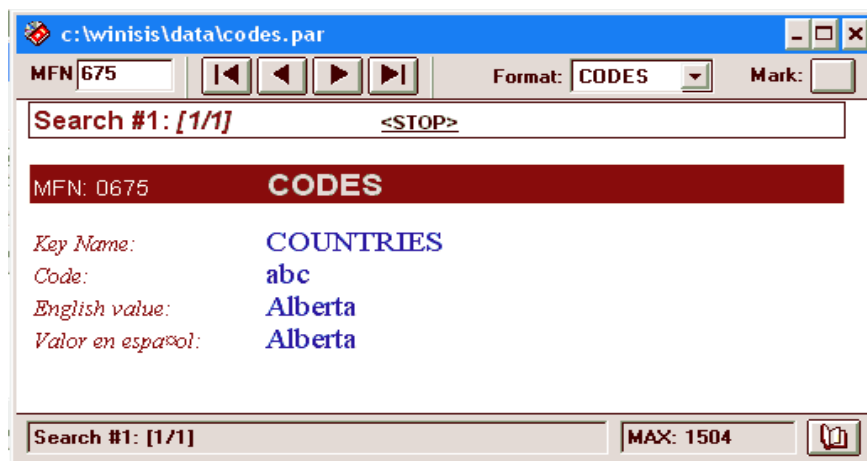 c:\winisis\data\codes.par
MFN 675 Format: CODES Mark:
Search #1: [1/1] <STOP>
MFN: 0675 CODES
Key Name: COUNTRIES
Code: abc
English value: Alberta
Valor en espa¤ol: Alberta
Search #1: [1/1] MAX: 1504